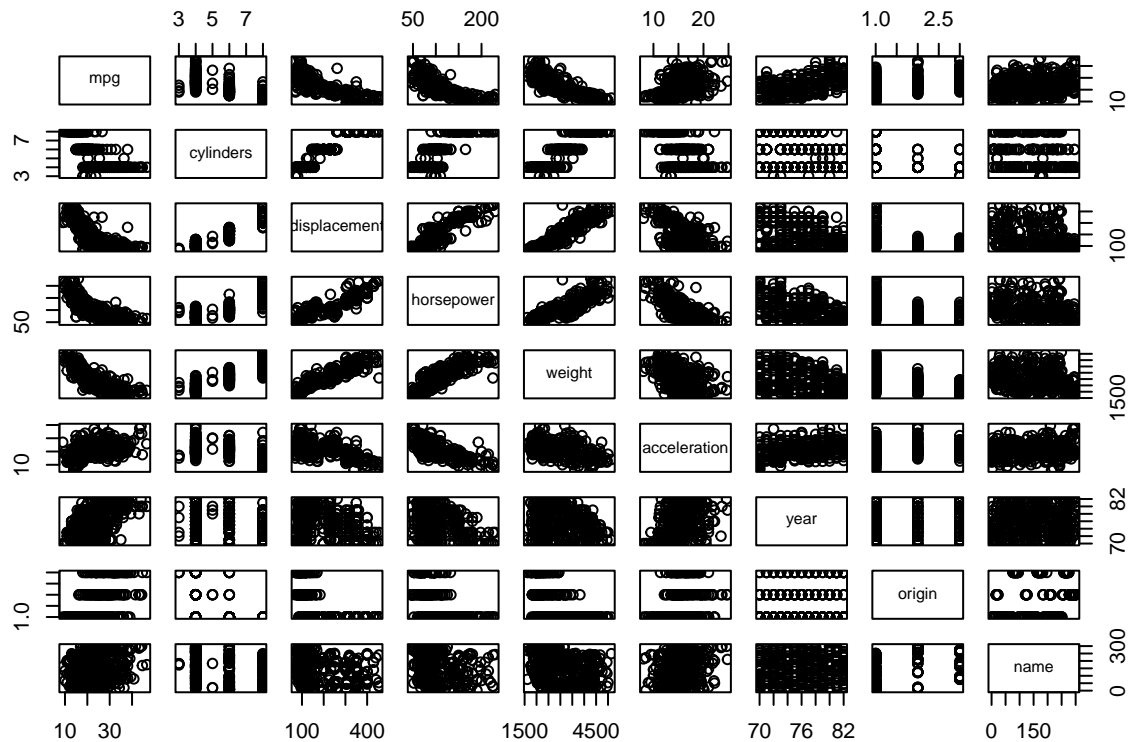 3 5 7 50 200 10 20 1.0 2.5
mpg 10
7 3 cylinders
displacement 100
50 horsepower
weight 1500
10 acceleration
year 82 70
1.0 origin
name 300 0
10 30 100 400 1500 4500 70 76 82 0 150